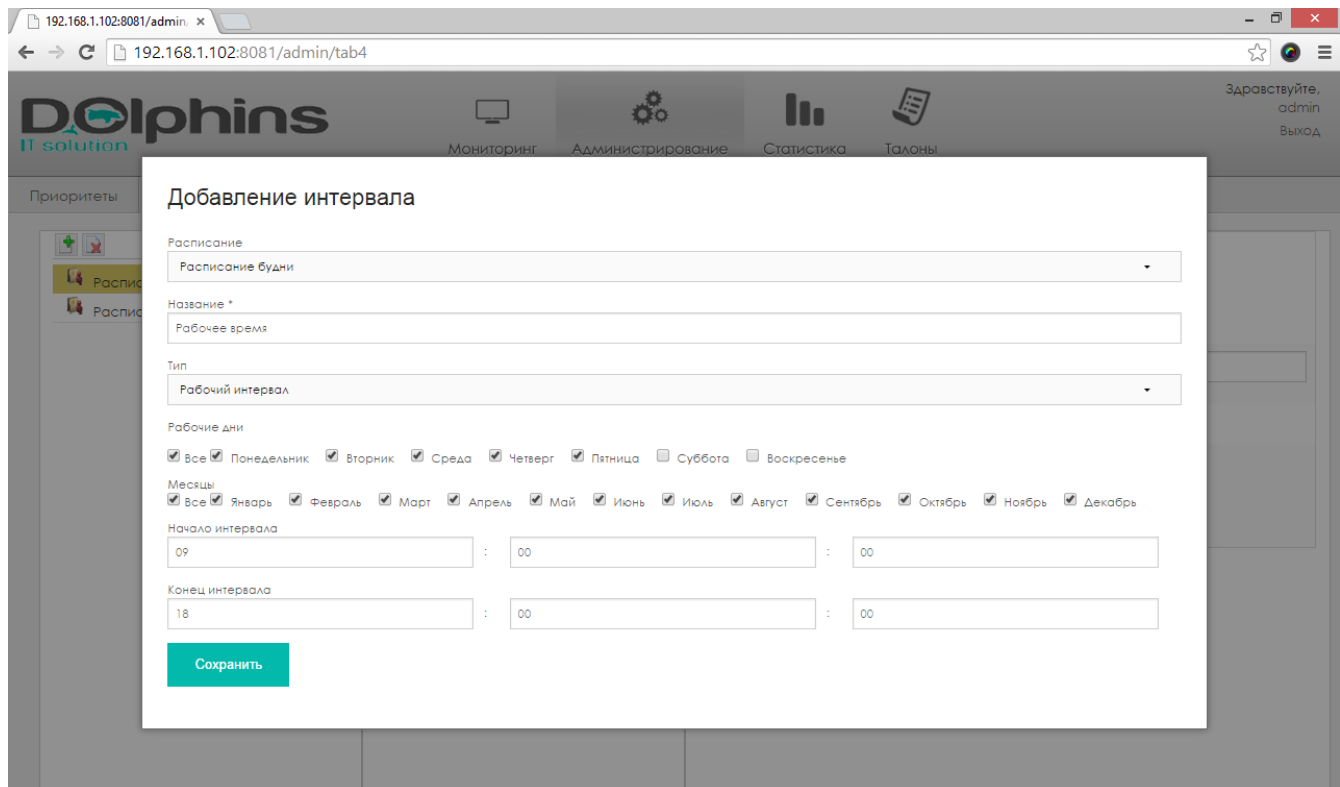 192.168.1.102:8081/admin/
192.168.1.102:8081/admin/tab4
Dolphins
IT solution
Мониторинг
Администрирование
Статистика
Талоны
Здравствуйте,
admin
Выход
Приоритеты
Распис
Распис
Добавление интервала
Расписание
Расписание будни
Название *
Рабочее время
Тип
Рабочий интервал
Рабочие дни
Все Понедельник Вторник Среда Четверг Пятница Суббота Воскресенье
Месяцы
Все Январь Февраль Март Апрель Май Июнь Июль Август Сентябрь Октябрь Ноябрь Декабрь
Начало интервала
09 : 00 : 00
Конец интервала
18 : 00 : 00
Сохранить